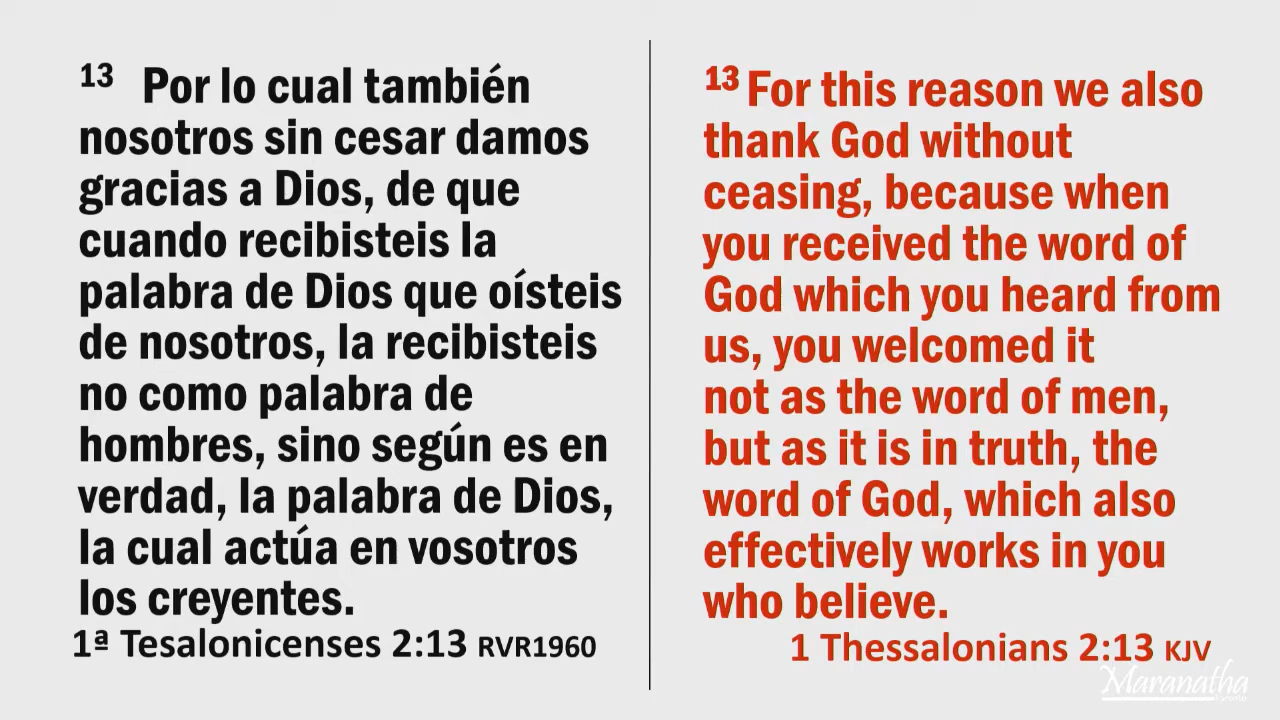 13 Por lo cual también
nosotros sin cesar damos
gracias a Dios, de que
cuando recibisteis la
palabra de Dios que oísteis
de nosotros, la recibisteis
no como palabra de
hombres, sino según es en
verdad, la palabra de Dios,
la cual actúa en vosotros
los creyentes.
1ª Tesalonicenses 2:13 RVR1960
13 For this reason we also
thank God without
ceasing, because when
you received the word of
God which you heard from
us, you welcomed it
not as the word of men,
but as it is in truth, the
word of God, which also
effectively works in you
who believe.
1 Thessalonians 2:13 KJV
Maranatha